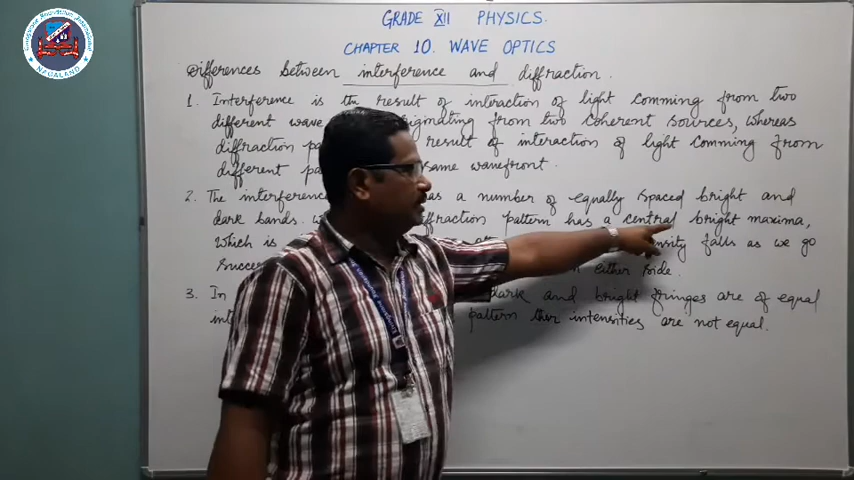 GRADE XII PHYSICS.
CHAPTER 10. WAVE OPTICS
Differences between interference and diffraction.
1. Interference is the result of interaction of light comming from two
different wave originating from two coherent sources, whereas
diffraction result of interaction of light comming from
different same wavefront.
2. The interference has a number of equally spaced bright and
dark bands. diffraction pattern has a central bright maxima,
which is falls as we go
either side.
3. In dark and bright fringes are of equal
pattern their intensities are not equal.
NAGALAND